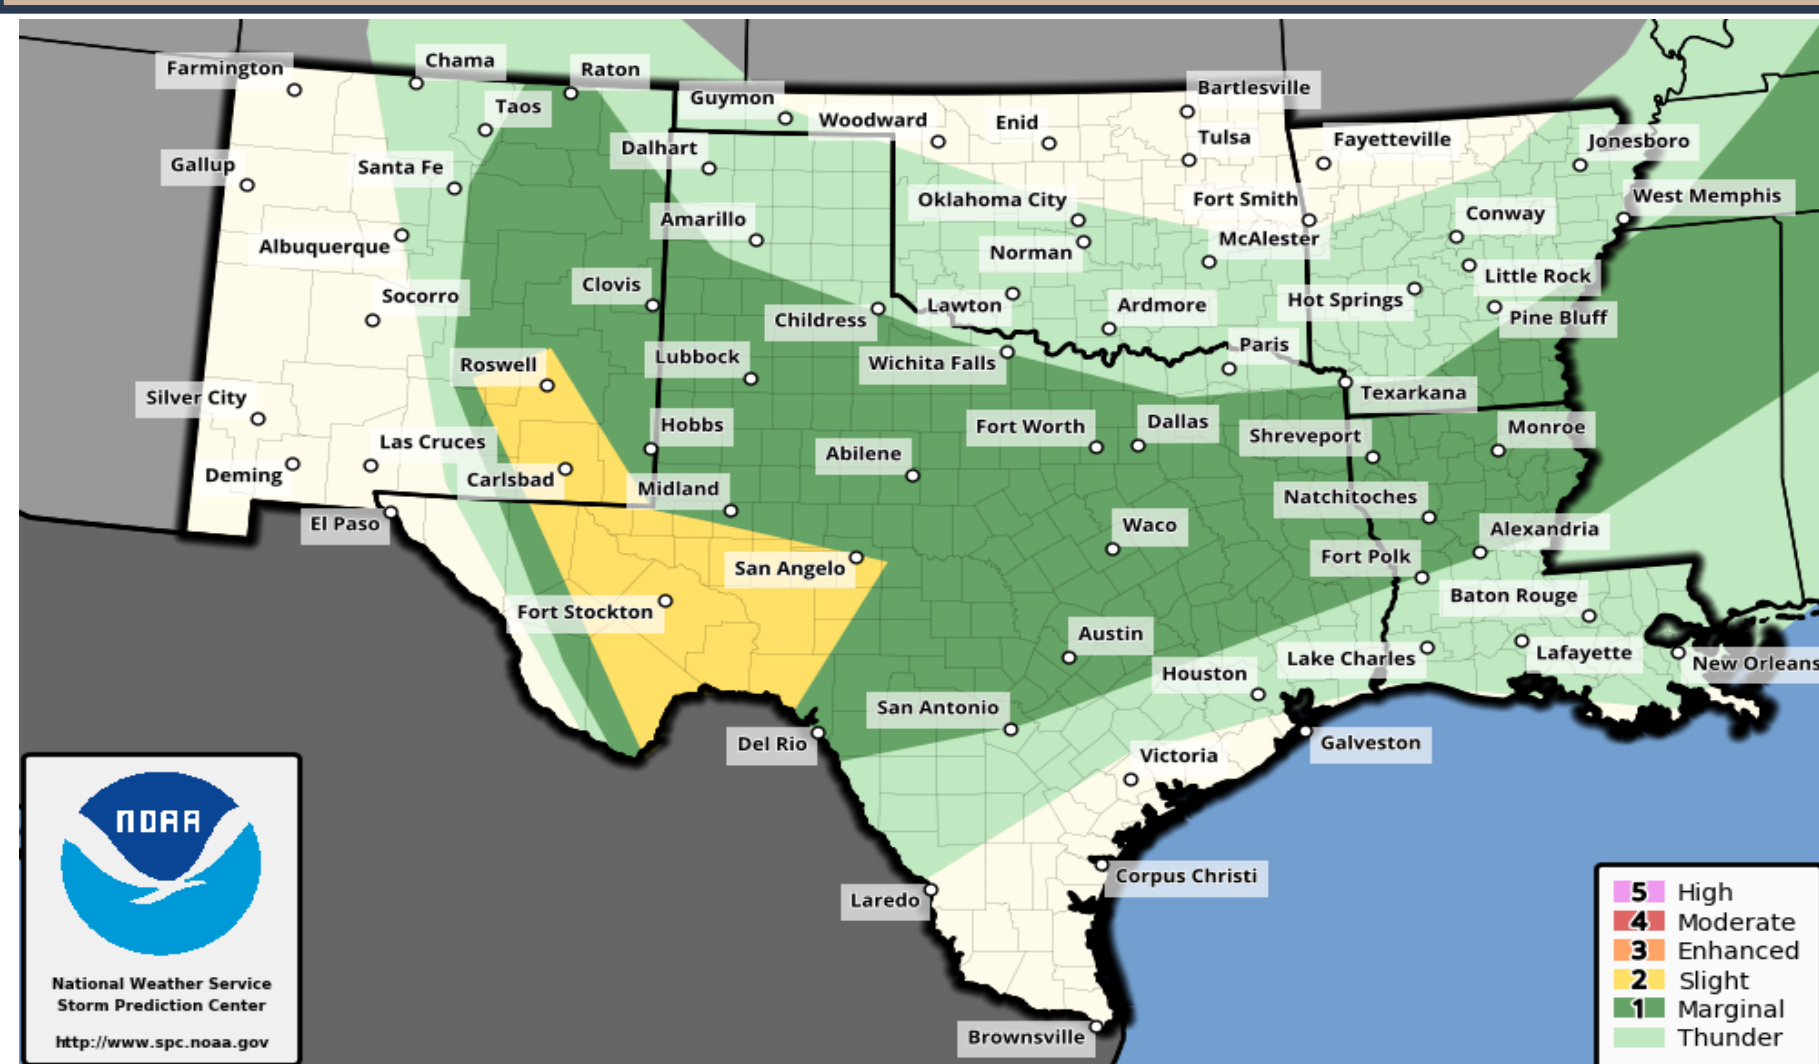 Farmington
Chama
Raton
Guymon
Bartlesville
Taos
Woodward
Enid
Tulsa
Fayetteville
Jonesboro
Gallup
Santa Fe
Dalhart
Oklahoma City
Fort Smith
West Memphis
Albuquerque
Amarillo
Norman
McAlester
Conway
Socorro
Clovis
Little Rock
Childress
Lawton
Ardmore
Hot Springs
Pine Bluff
Roswell
Lubbock
Wichita Falls
Paris
Silver City
Texarkana
Las Cruces
Hobbs
Fort Worth
Dallas
Shreveport
Monroe
Deming
Carlsbad
Midland
Abilene
Natchitoches
El Paso
Waco
Alexandria
San Angelo
Fort Polk
Fort Stockton
Baton Rouge
Austin
Lake Charles
Lafayette
New Orleans
Houston
San Antonio
Del Rio
Victoria
Galveston
Laredo
Corpus Christi
Brownsville
NOAA
National Weather Service
Storm Prediction Center
http://www.spc.noaa.gov
5 High
4 Moderate
3 Enhanced
2 Slight
1 Marginal
Thunder